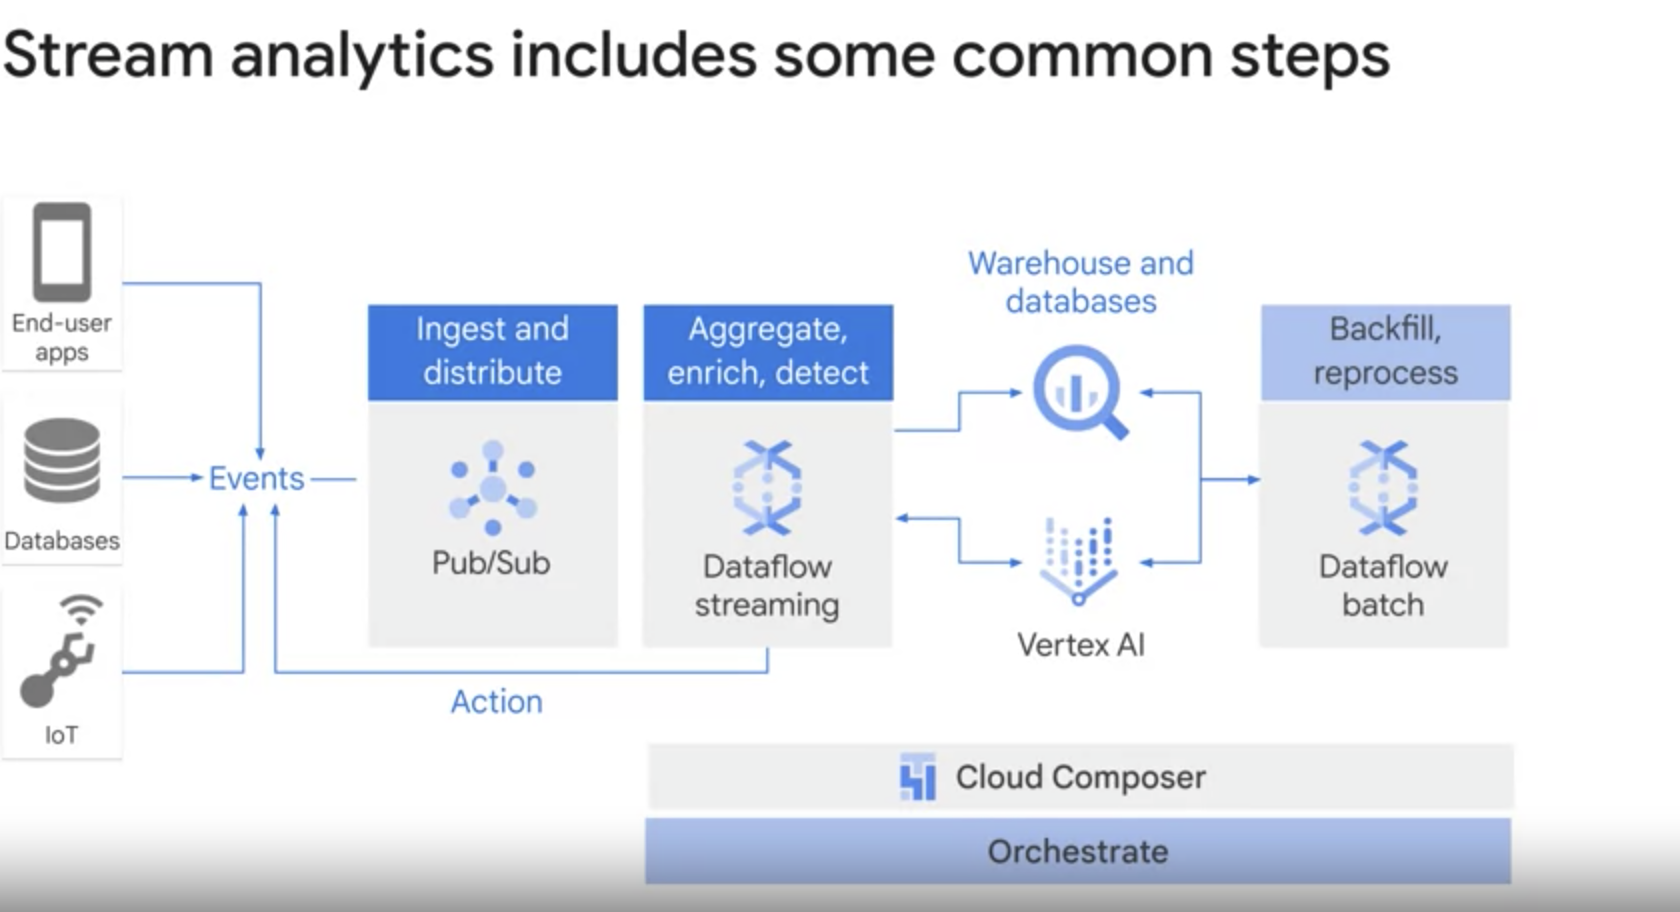 Stream analytics includes some common steps
End-user
apps
Databases
IoT
Events
Ingest and
distribute
Pub/Sub
Aggregate,
enrich, detect
Dataflow
streaming
Action
Warehouse and
databases
Vertex AI
Backfill,
reprocess
Dataflow
batch
Cloud Composer
Orchestrate